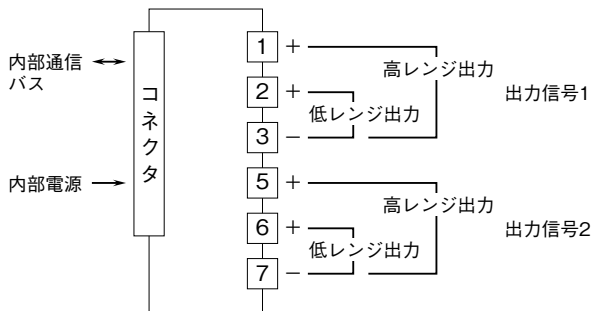 内部通信
バス
コネクタ
内部電源
1 +
高レンジ出力
2 +
低レンジ出力
3 −
出力信号1
5 +
高レンジ出力
6 +
低レンジ出力
7 −
出力信号2